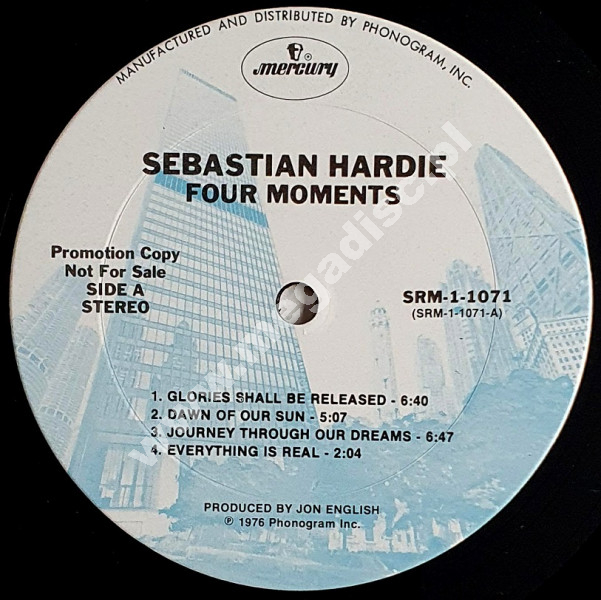 MANUFACTURED AND DISTRIBUTED BY PHONOGRAM, INC.
mercury
®
SEBASTIAN HARDIE
FOUR MOMENTS
Promotion Copy
Not For Sale
SIDE A
STEREO
SRM-1-1071
(SRM-1-1071-A)
1. GLORIES SHALL BE RELEASED - 6:40
2. DAWN OF OUR SUN - 5:07
3. JOURNEY THROUGH OUR DREAMS - 6:47
4. EVERYTHING IS REAL - 2:04
PRODUCED BY JON ENGLISH
℗ 1976 Phonogram Inc.
www.megadisc.pl